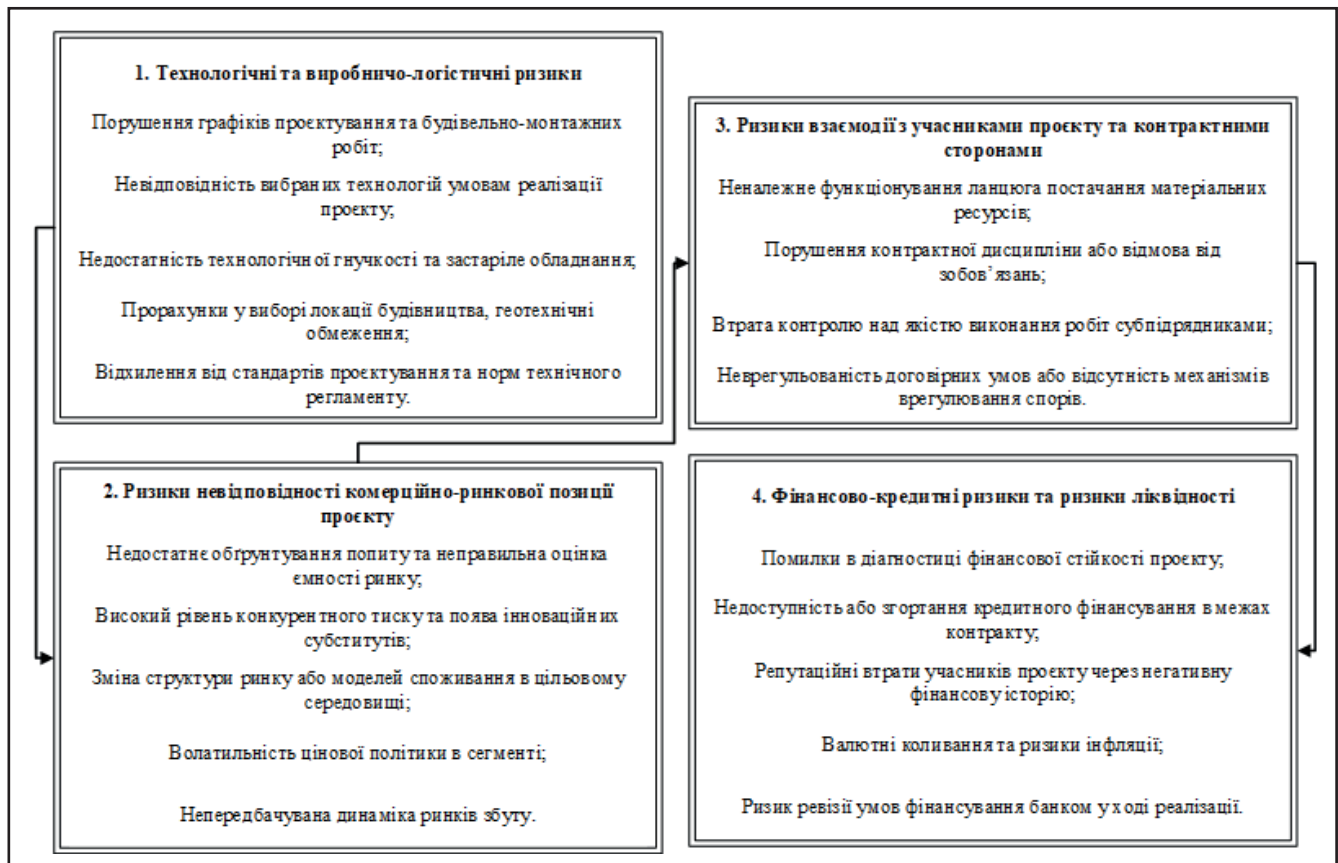 1. Технологічні та виробничо-логістичні ризики
Порушення графіків проєктування та будівельно-монтажних
робіт;
Невідповідність вибраних технологій умовам реалізації
проєкту;
Недостатність технологічної гнучкості та застаріле обладнання;
Прорахунки у виборі локації будівництва, геотехнічні
обмеження;
Відхилення від стандартів проєктування та норм технічного
регламенту.
2. Ризики невідповідності комерційно-ринкової позиції
проєкту
Недостатнє обґрунтування попиту та неправильна оцінка
ємності ринку;
Високий рівень конкурентного тиску та поява інноваційних
субститутів;
Зміна структури ринку або моделей споживання в цільовому
середовищі;
Волатильність цінової політики в сегменті;
Непередбачувана динаміка ринків збуту.
3. Ризики взаємодії з учасниками проєкту та контрактними
сторонами
Неналежне функціонування ланцюга постачання матеріальних
ресурсів;
Порушення контрактної дисципліни або відмова від
зобов’язань;
Втрата контролю над якістю виконання робіт субпідрядниками;
Неврегульованість договірних умов або відсутність механізмів
врегулювання спорів.
4. Фінансово-кредитні ризики та ризики ліквідності
Помилки в діагностиці фінансової стійкості проєкту;
Недоступність або згортання кредитного фінансування в межах
контракту;
Репутаційні втрати учасників проєкту через негативну
фінансову історію;
Валютні коливання та ризики інфляції;
Ризик ревізії умов фінансування банком у ході реалізації.